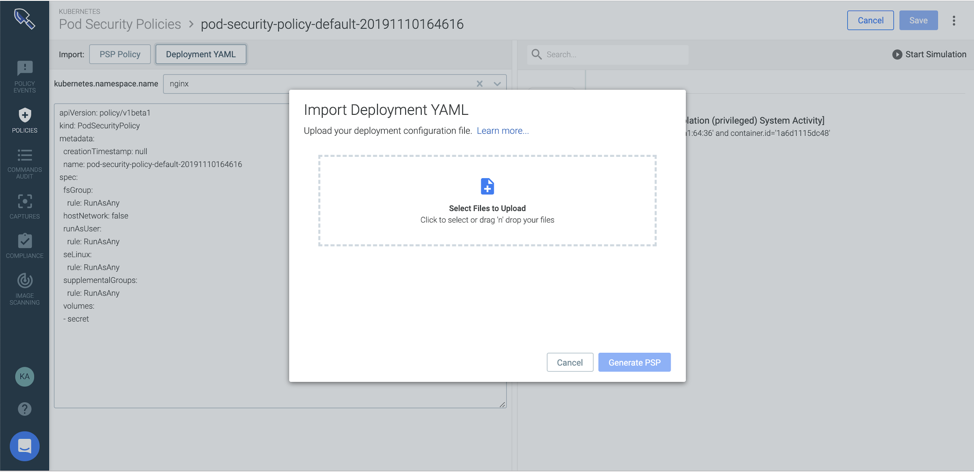 KUBERNETES
Pod Security Policies > pod-security-policy-default-20191110164616
Cancel
Save
Import:
PSP Policy
Deployment YAML
Search...
Start Simulation
kubernetes.namespace.name
nginx
apiVersion: policy/v1beta1
kind: PodSecurityPolicy
metadata:
creationTimestamp: null
name: pod-security-policy-default-20191110164616
spec:
fsGroup:
rule: RunAsAny
hostNetwork: false
runAsUser:
rule: RunAsAny
seLinux:
rule: RunAsAny
supplementalGroups:
rule: RunAsAny
volumes:
- secret
POLICY
EVENTS
POLICIES
COMMANDS
AUDIT
CAPTURES
COMPLIANCE
IMAGE
SCANNING
KA
Import Deployment YAML
Upload your deployment configuration file. Learn more...
Select Files to Upload
Click to select or drag 'n' drop your files
Cancel
Generate PSP
(privileged) System Activity]
and container.id='1a6d1115dc48'